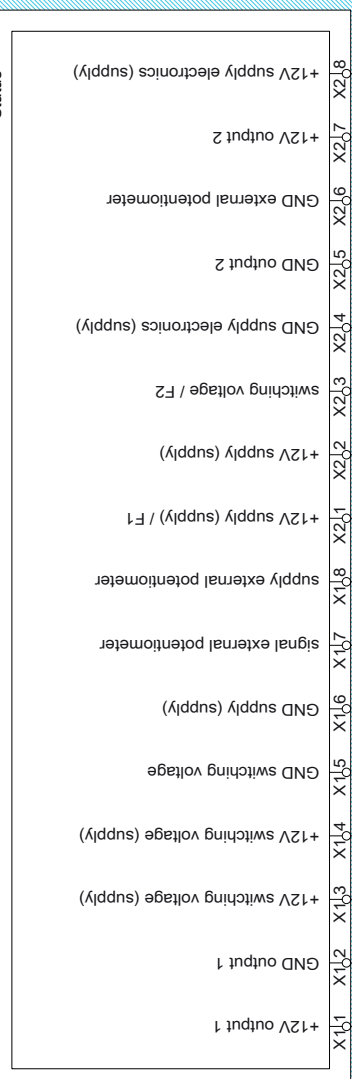 X1.1 +12V output 1
X1.2 GND output 1
X1.3 +12V switching voltage (supply)
X1.4 +12V switching voltage (supply)
X1.5 GND switching voltage
X1.6 GND supply (supply)
X1.7 signal external potentiometer
X1.8 supply external potentiometer
X2.1 +12V supply (supply) / F1
X2.2 +12V supply (supply)
X2.3 switching voltage / F2
X2.4 GND supply electronics (supply)
X2.5 GND output 2
X2.6 GND external potentiometer
X2.7 +12V output 2
X2.8 +12V supply electronics (supply)